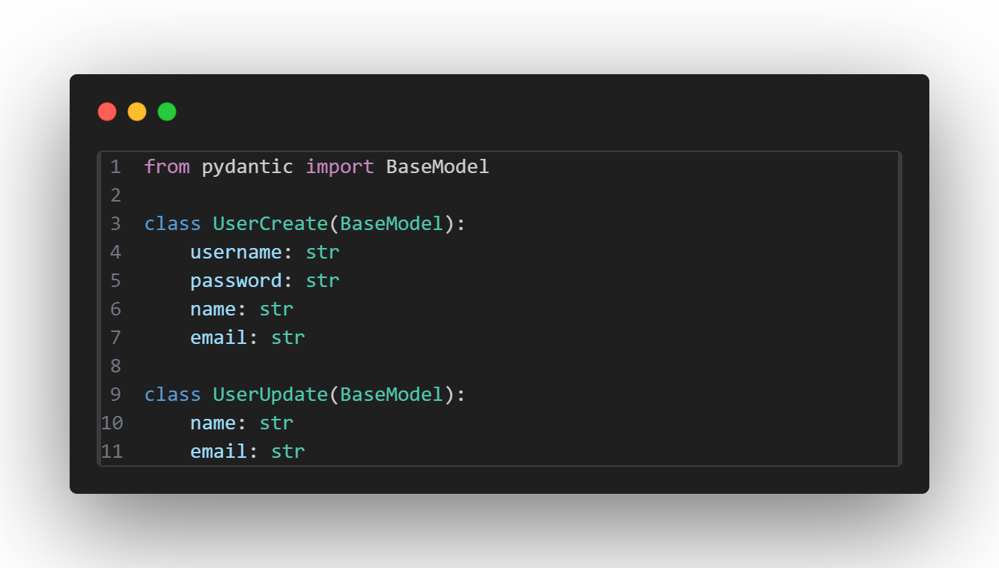 1 from pydantic import BaseModel
2
3 class UserCreate(BaseModel):
4     username: str
5     password: str
6     name: str
7     email: str
8
9 class UserUpdate(BaseModel):
10     name: str
11     email: str